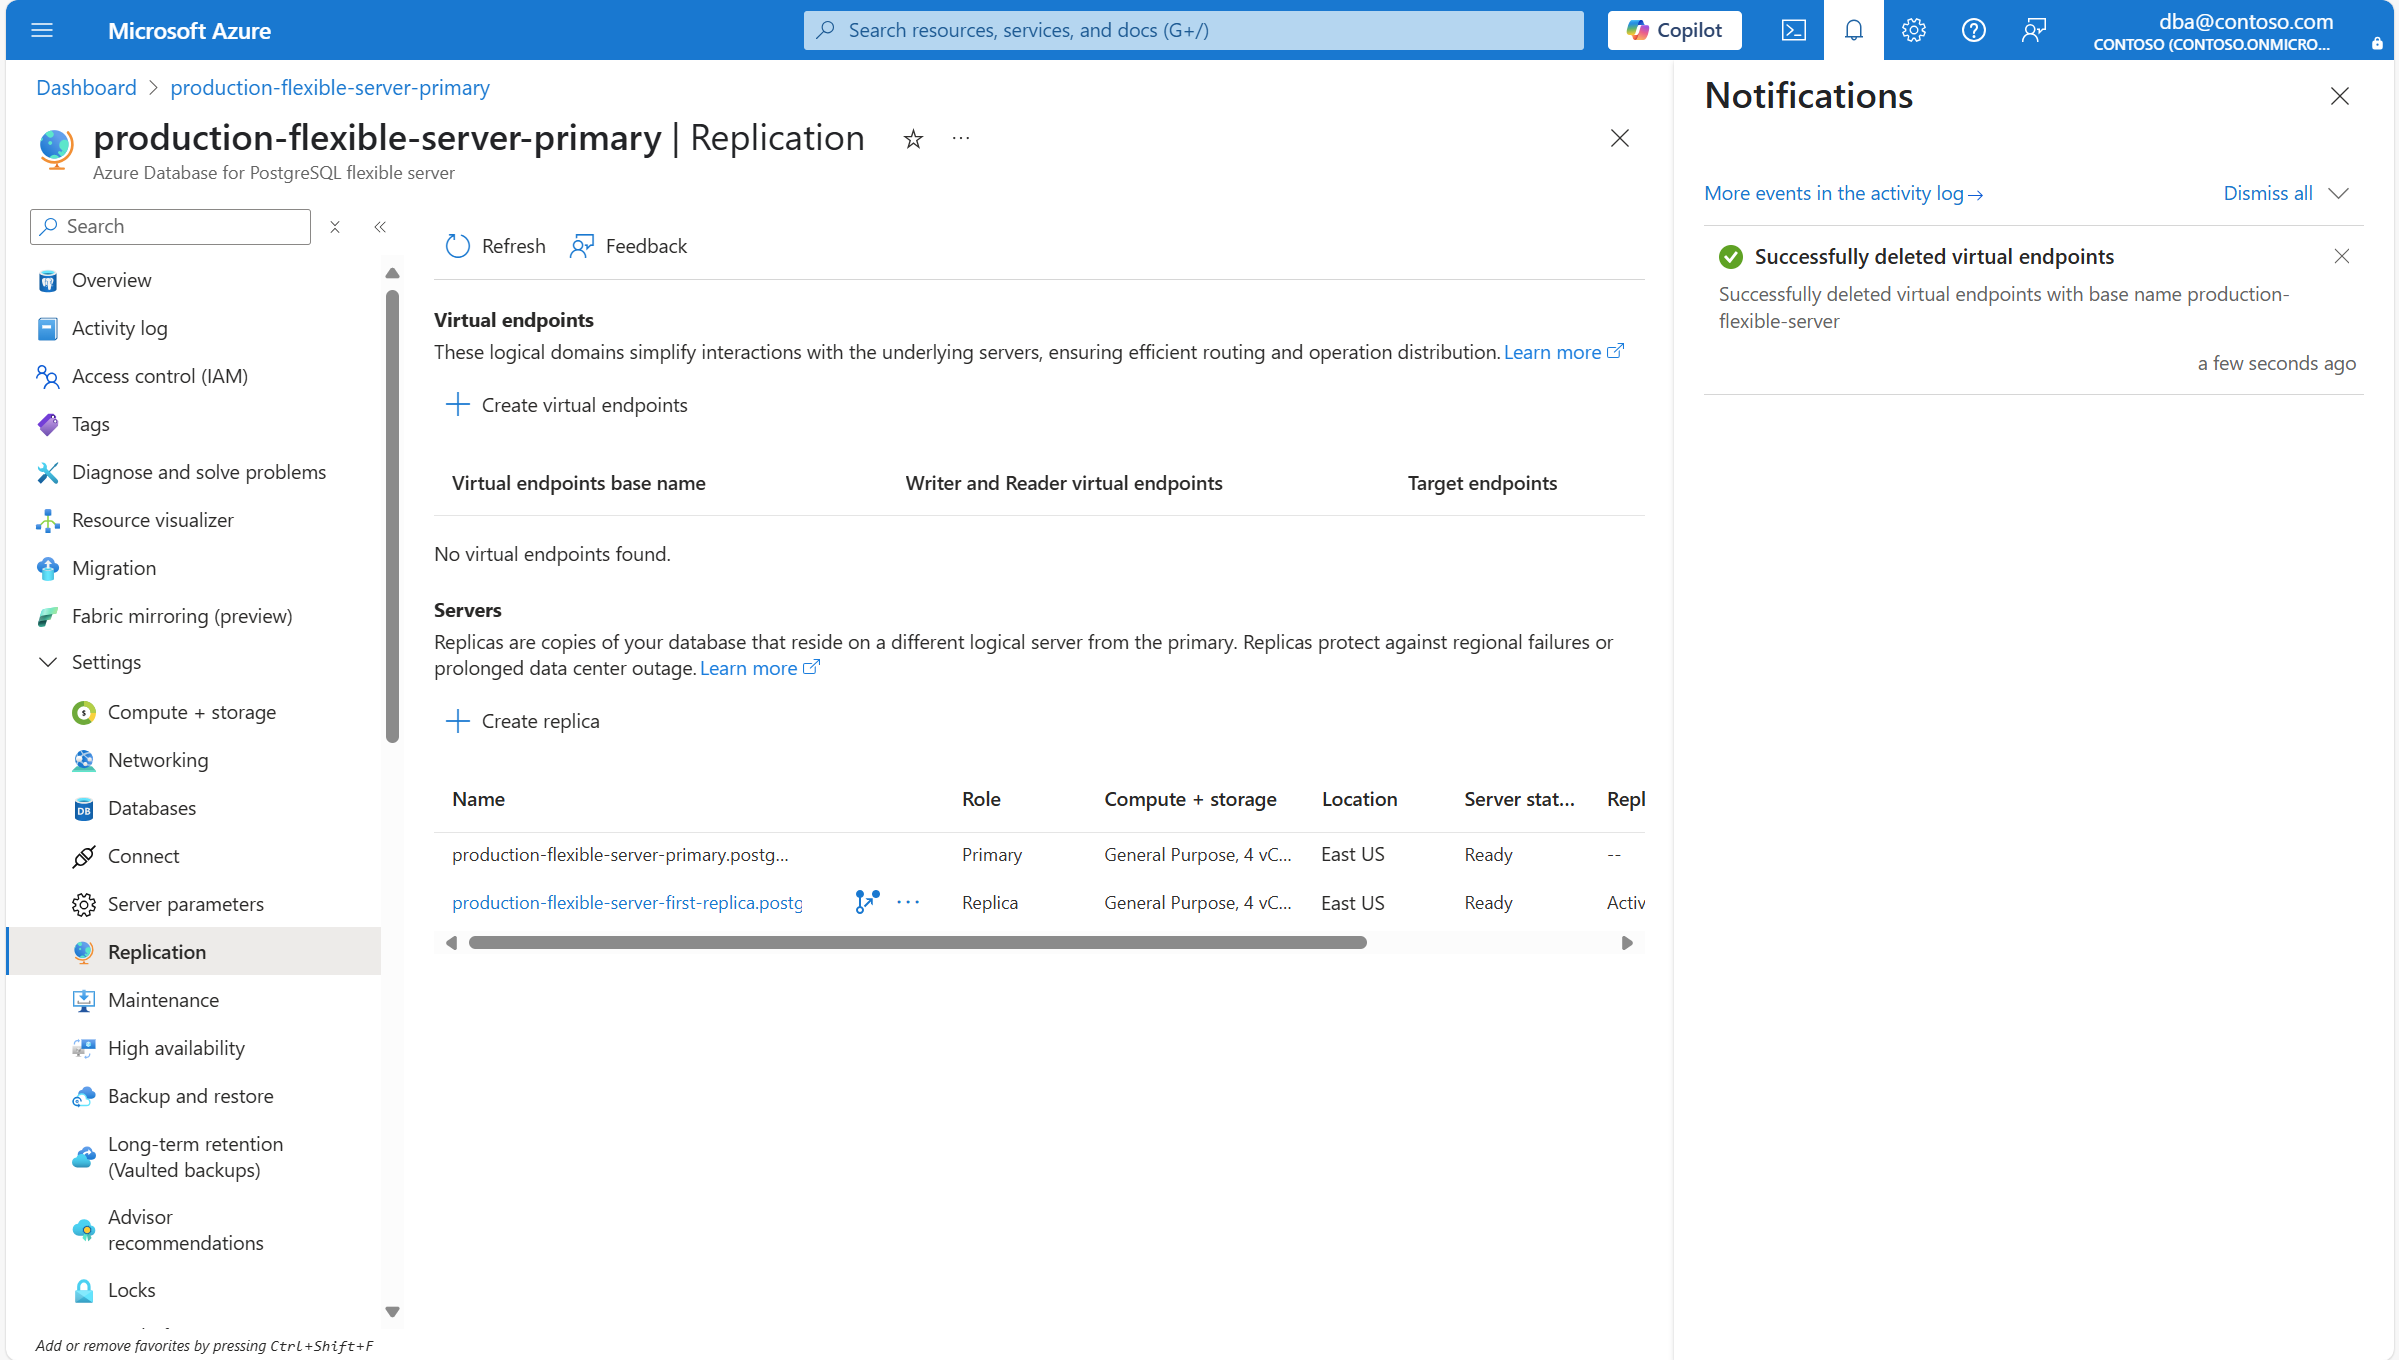 Microsoft Azure
Search resources, services, and docs (G+/)
Copilot
dba@contoso.com
CONTOSO (CONTOSO.ONMICRO...
Dashboard
production-flexible-server-primary
production-flexible-server-primary | Replication
Azure Database for PostgreSQL flexible server
Search
Overview
Activity log
Access control (IAM)
Tags
Diagnose and solve problems
Resource visualizer
Migration
Fabric mirroring (preview)
Settings
Compute + storage
Networking
Databases
Connect
Server parameters
Replication
Maintenance
High availability
Backup and restore
Long-term retention
(Vaulted backups)
Advisor
recommendations
Locks
Add or remove favorites by pressing Ctrl+Shift+F
Refresh
Feedback
Virtual endpoints
These logical domains simplify interactions with the underlying servers, ensuring efficient routing and operation distribution. Learn more
Create virtual endpoints
Virtual endpoints base name
Writer and Reader virtual endpoints
Target endpoints
No virtual endpoints found.
Servers
Replicas are copies of your database that reside on a different logical server from the primary. Replicas protect against regional failures or
prolonged data center outage. Learn more
Create replica
Name Role Compute + storage Location Server stat... Repl
production-flexible-server-primary.postg... Primary General Purpose, 4 vC... East US Ready --
production-flexible-server-first-replica.postg Replica General Purpose, 4 vC... East US Ready Activ
Notifications
More events in the activity log→
Dismiss all
Successfully deleted virtual endpoints
Successfully deleted virtual endpoints with base name production-
flexible-server
a few seconds ago